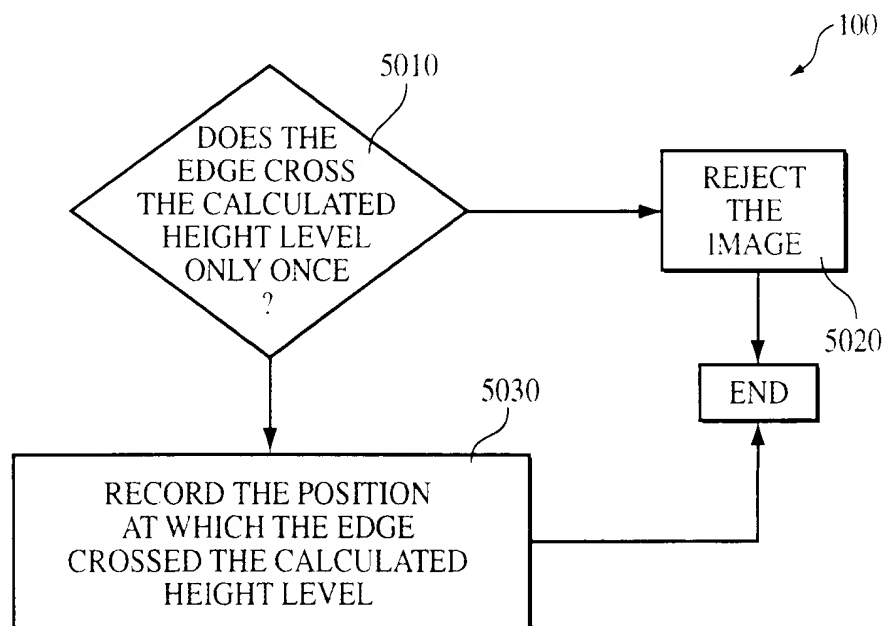 100
5010
DOES THE
EDGE CROSS
THE CALCULATED
HEIGHT LEVEL
ONLY ONCE
?
REJECT
THE
IMAGE
5020
END
5030
RECORD THE POSITION
AT WHICH THE EDGE
CROSSED THE CALCULATED
HEIGHT LEVEL